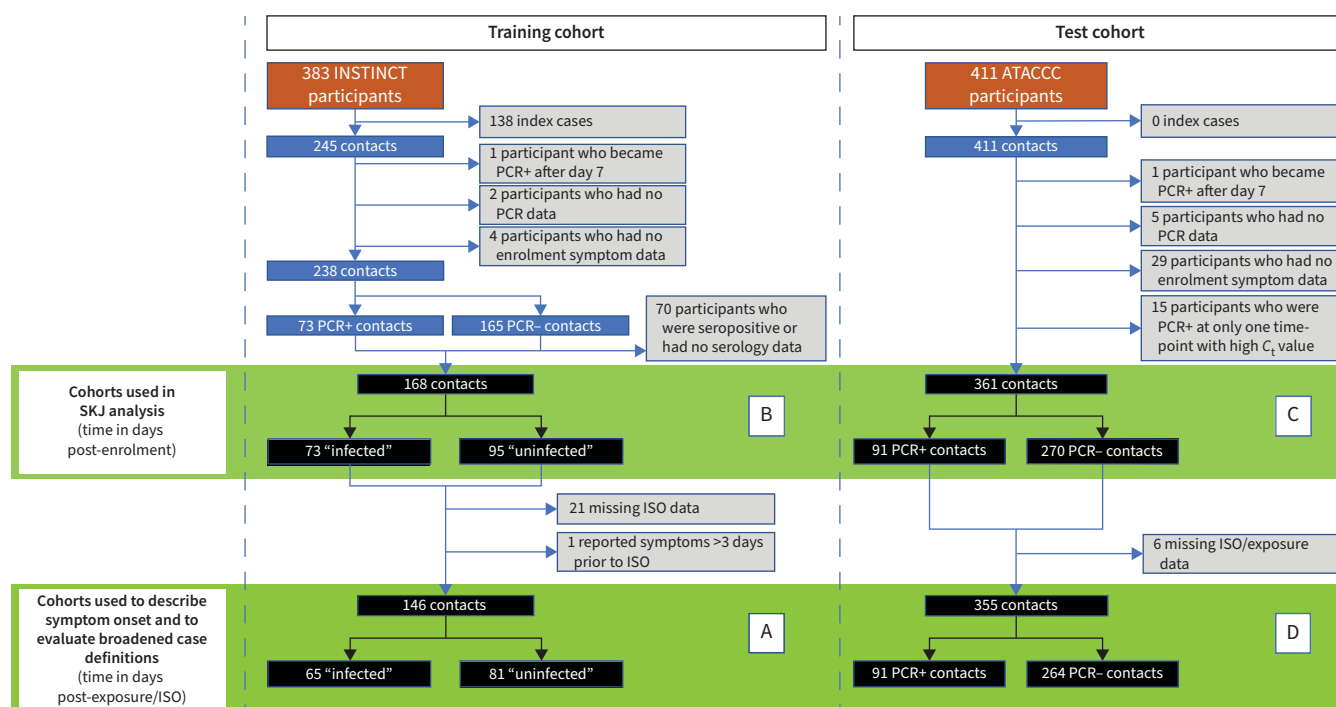 Training cohort
Test cohort
383 INSTINCT
participants
411 ATACCC
participants
138 index cases
0 index cases
245 contacts
411 contacts
1 participant who became
PCR+ after day 7
1 participant who became
PCR+ after day 7
2 participants who had no
PCR data
5 participants who had no
PCR data
4 participants who had no
enrolment symptom data
29 participants who had no
enrolment symptom data
238 contacts
70 participants who
were seropositive or
had no serology data
15 participants who were
PCR+ at only one time-
point with high Ct value
73 PCR+ contacts
165 PCR– contacts
Cohorts used in
SKJ analysis
(time in days
post-enrolment)
168 contacts
B
361 contacts
C
73 “infected”
95 “uninfected”
91 PCR+ contacts
270 PCR– contacts
21 missing ISO data
1 reported symptoms >3 days
prior to ISO
6 missing ISO/exposure
data
Cohorts used to describe
symptom onset and to
evaluate broadened case
definitions
(time in days
post-exposure/ISO)
146 contacts
A
355 contacts
D
65 “infected”
81 “uninfected”
91 PCR+ contacts
264 PCR– contacts